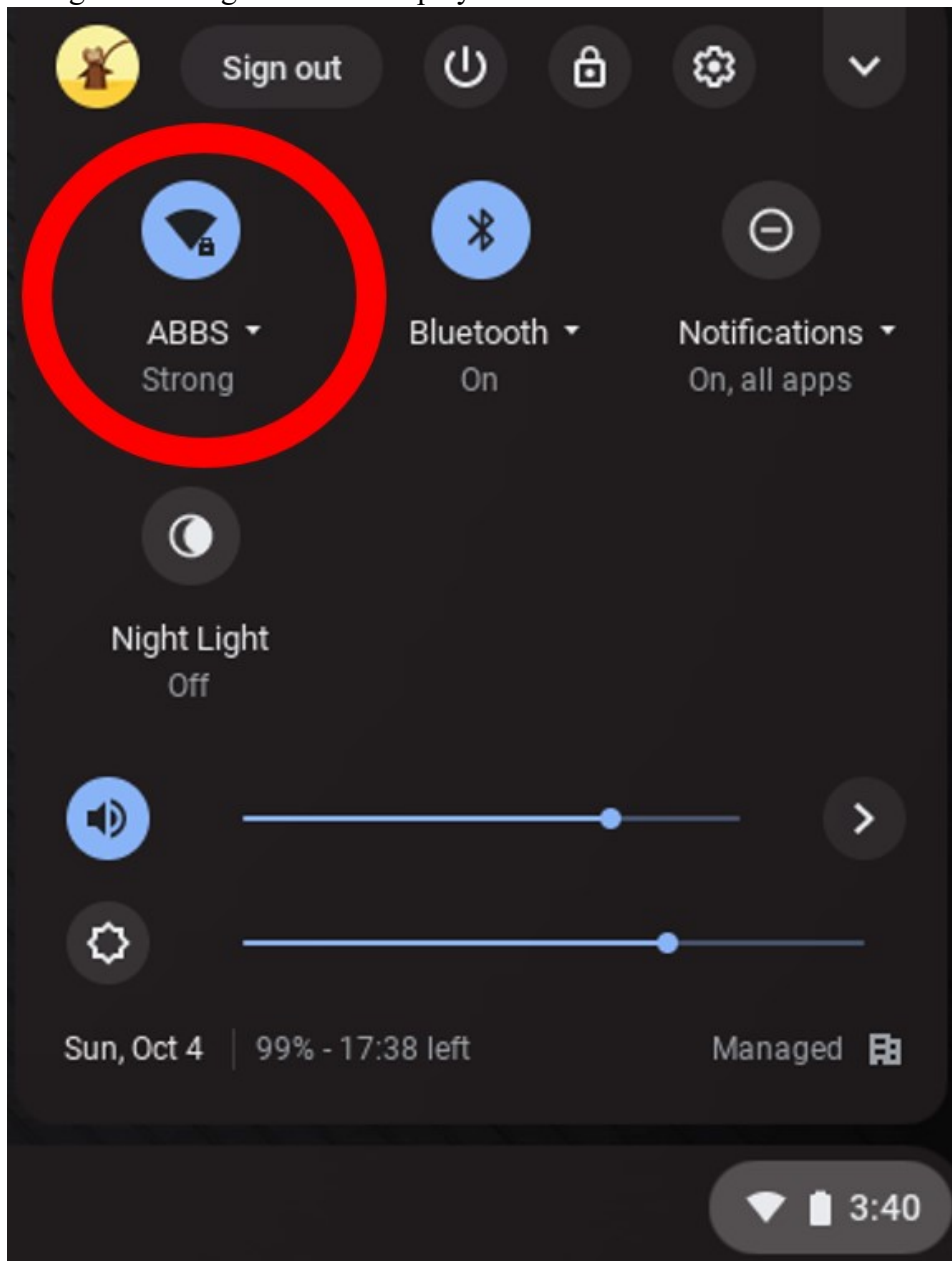 Sign out
ABBS
Strong
Bluetooth
On
Notifications
On, all apps
Night Light
Off
Sun, Oct 4
99% - 17:38 left
Managed
3:40